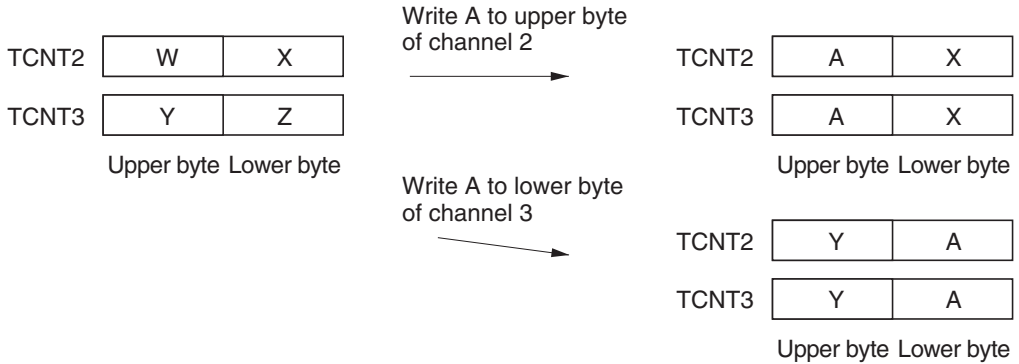 Write A to upper byte
of channel 2
TCNT2 W X
TCNT2 A X
TCNT3 Y Z
TCNT3 A X
Upper byte Lower byte
Upper byte Lower byte
Write A to lower byte
of channel 3
TCNT2 Y A
TCNT3 Y A
Upper byte Lower byte